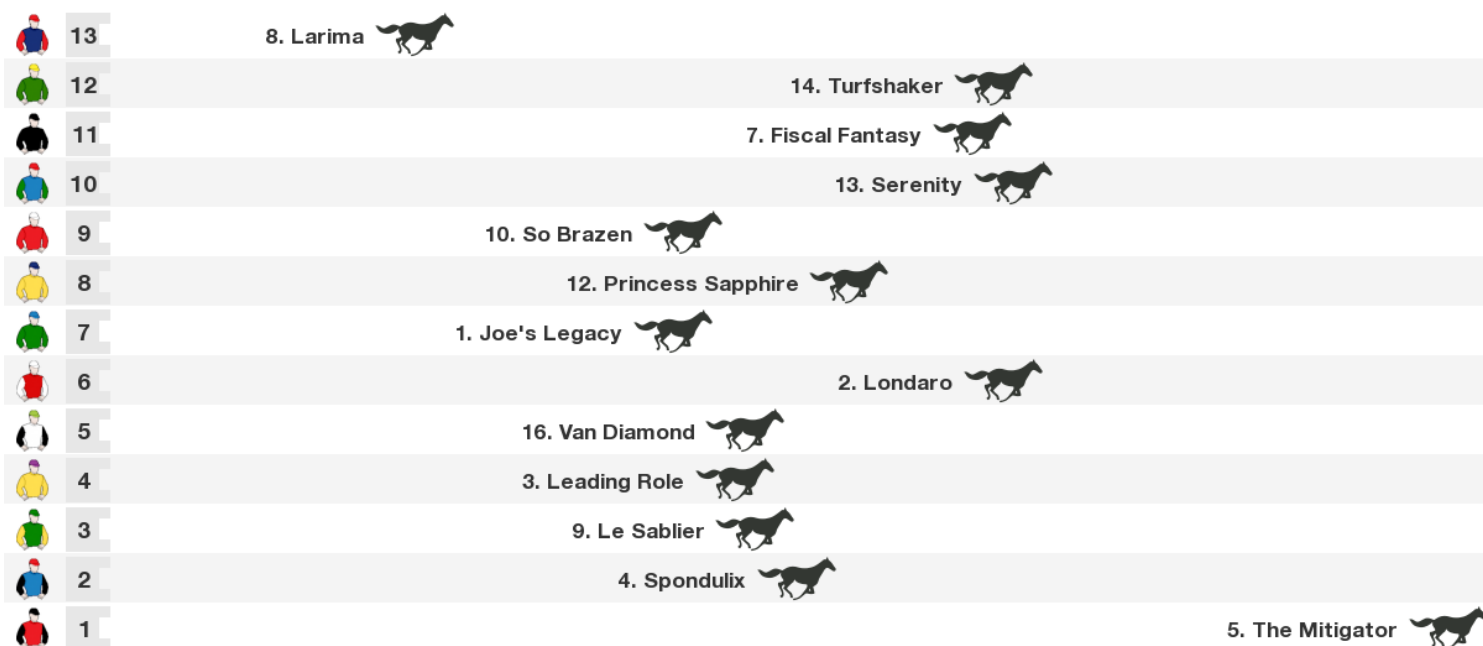 13 8. Larima
12 14. Turfshaker
11 7. Fiscal Fantasy
10 13. Serenity
9 10. So Brazen
8 12. Princess Sapphire
7 1. Joe's Legacy
6 2. Londaro
5 16. Van Diamond
4 3. Leading Role
3 9. Le Sablier
2 4. Spondulix
1 5. The Mitigator